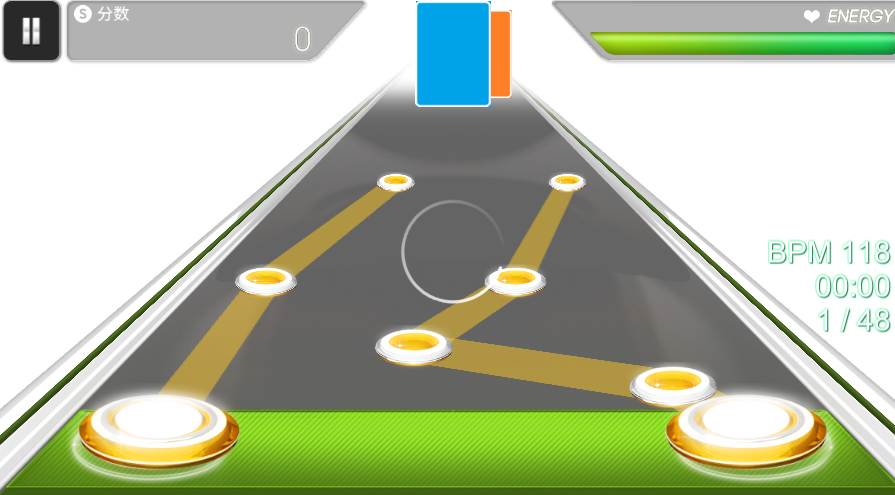 S 分数
0
ENERGY
BPM 118
00:00
1 / 48